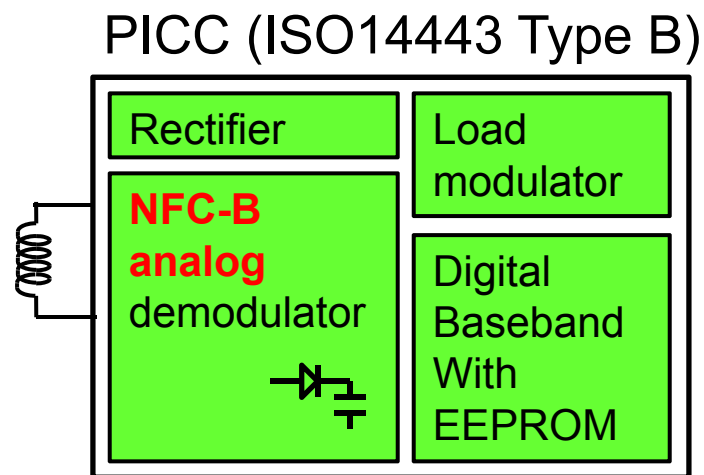 PICC (ISO14443 Type B)
Rectifier
Load
modulator
NFC-B
analog
demodulator
Digital
Baseband
With
EEPROM